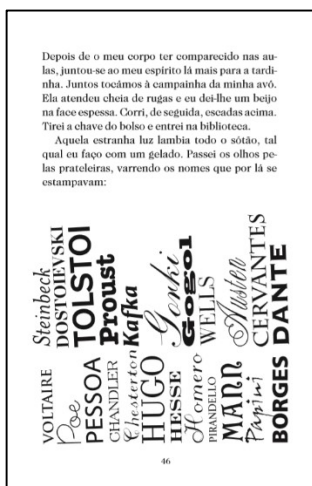 Depois de o meu corpo ter comparecido nas au-
las, juntou-se ao meu espírito lá mais para a tardi-
nha. Juntos tocámos à campainha da minha avó.
Ela atendeu cheia de rugas e eu dei-lhe um beijo
na face espessa. Corri, de seguida, escadas acima.
Tirei a chave do bolso e entrei na biblioteca.
Aquela estranha luz lambia todo o sótão, tal
qual eu faço com um gelado. Passei os olhos pe-
las prateleiras, varrendo os nomes que por lá se
estampavam:
Steinbeck
DOSTOIEVSKI
TOLSTOI
Proust
Kafka
Gorki
Gogol
WELLS
Austen
CERVANTES
DANTE
VOLTAIRE
Poe
PESSOA
CHANDLER
Chesterton
HUGO
HESSE
Homero
PIRANDELLO
MANN
Papini
BORGES
46